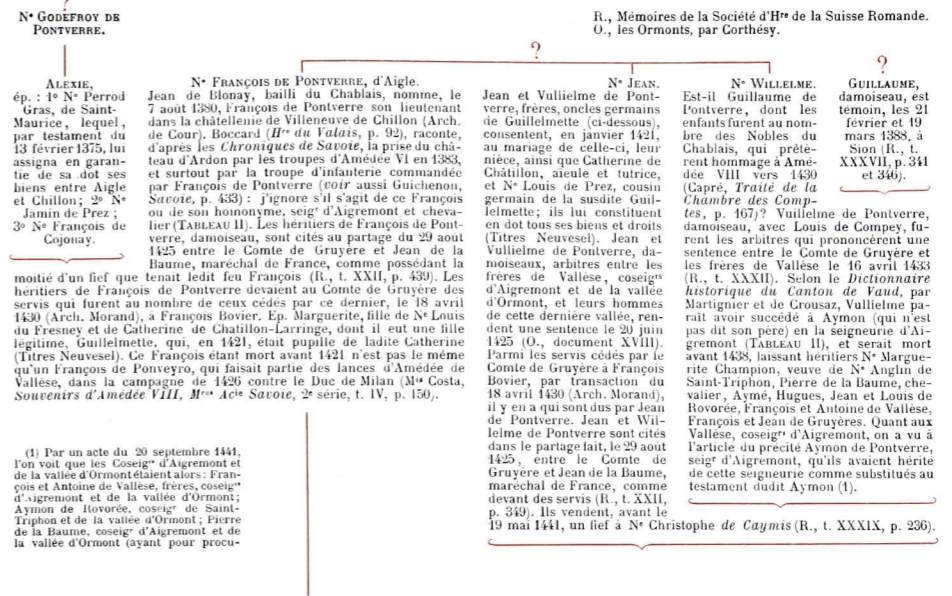 ?
Nᵉ GODEFROY DE
PONTVERRE.
R., Mémoires de la Société d'Hʳᵉ de la Suisse Romande.
O., les Ormonts, par Corthésy.
?
?
ALEXIE,
ép. : 1º Nᵉ Perrod
Gras, de Saint-
Maurice, lequel,
par testament du
13 février 1375, lui
assigna en garan-
tie de sa dot ses
biens entre Aigle
et Chillon ; 2º Nᵉ
Jamin de Prez ;
3º Nᵉ François de
Cojonay.
Nᵉ FRANÇOIS DE PONTVERRE, d'Aigle.
Jean de Blonay, bailli du Chablais, nomme, le
7 août 1380, François de Pontverre son lieutenant
dans la châtellenie de Villeneuve de Chillon (Arch.
de Cour). Boccard (Hʳᵉ du Valais, p. 92), raconte,
d'après les Chroniques de Savoie, la prise du châ-
teau d'Ardon par les troupes d'Amédée VI en 1383,
et surtout par la troupe d'infanterie commandée
par François de Pontverre (voir aussi Guichenon,
Savoie, p. 433) : j'ignore s'il s'agit de ce François
ou de son homonyme, seigʳ d'Aigremont et cheva-
lier (TABLEAU II). Les héritiers de François de Pont-
verre, damoiseau, sont cités au partage du 29 août
1425 entre le Comte de Gruyère et Jean de la
Baume, maréchal de France, comme possédant la
moitié d'un fief que tenait ledit feu François (R., t. XXII, p. 439). Les
héritiers de François de Pontverre devaient au Comte de Gruyère des
servis qui furent au nombre de ceux cédés par ce dernier, le 18 avril
1430 (Arch. Morand), à François Bovier. Ep. Marguerite, fille de Nᵉ Louis
du Fresney et de Catherine de Chatillon-Larringe, dont il eut une fille
légitime, Guillelmette, qui, en 1421, était pupille de ladite Catherine
(Titres Neuvesel). Ce François étant mort avant 1421 n'est pas le même
qu'un François de Ponveyro, qui faisait partie des lances d'Amédée de
Vallèse, dans la campagne de 1426 contre le Duc de Milan (Mⁱˢ Costa,
Souvenirs d'Amédée VIII, Mʳᵉˢ Acⁱᵉ Savoie, 2ᵉ série, t. IV, p. 150).
Nᵉ JEAN.
Jean et Vullielme de Pont-
verre, frères, oncles germains
de Guillelmette (ci-dessous),
consentent, en janvier 1421,
au mariage de celle-ci, leur
nièce, ainsi que Catherine de
Châtillon, aïeule et tutrice,
et Nᵉ Louis de Prez, cousin
germain de la susdite Guil-
lelmette ; ils lui constituent
en dot tous ses biens et droits
(Titres Neuvesel). Jean et
Vullielme de Pontverre, da-
moiseaux, arbitres entre les
frères de Vallèse, coseigʳˢ
d'Aigremont et de la vallée
d'Ormont, et leurs hommes
de cette dernière vallée, ren-
dent une sentence le 20 juin
1425 (O., document XVIII).
Parmi les servis cédés par le
Comte de Gruyère à François
Bovier, par transaction du
18 avril 1430 (Arch. Morand),
il y en a qui sont dus par Jean
de Pontverre. Jean et Wil-
lelme de Pontverre sont cités
dans le partage fait, le 29 août
1425, entre le Comte de
Gruyère et Jean de la Baume,
maréchal de France, comme
devant des servis (R., t. XXII,
p. 349). Ils vendent, avant le
19 mai 1441, un fief à Nᵉ Christophe de Caymis (R., t. XXXIX, p. 236).
Nᵉ WILLELME.
Est-il Guillaume de
Pontverre, dont les
enfants furent au nom-
bre des Nobles du
Chablais, qui prêtè-
rent hommage à Amé-
dée VIII vers 1430
(Capré, Traité de la
Chambre des Comp-
tes, p. 167)? Vuillelme de Pontverre,
damoiseau, avec Louis de Compey, fu-
rent les arbitres qui prononcèrent une
sentence entre le Comte de Gruyère et
les frères de Vallèse le 16 avril 1433
(R., t. XXXII). Selon le Dictionnaire
historique du Canton de Vaud, par
Martignier et de Crousaz, Vullielme pa-
raît avoir succédé à Aymon (qui n'est
pas dit son père) en la seigneurie d'Ai-
gremont (TABLEAU II), et serait mort
avant 1438, laissant héritiers Nᵉ Margue-
rite Champion, veuve de Nᵉ Anglin de
Saint-Triphon, Pierre de la Baume, che-
valier, Aymé, Hugues, Jean et Louis de
Rovorée, François et Antoine de Vallèse,
François et Jean de Gruyères. Quant aux
Vallèse, coseigʳˢ d'Aigremont, on a vu à
l'article du précité Aymon de Pontverre,
seigʳ d'Aigremont, qu'ils avaient hérité
de cette seigneurie comme substitués au
testament dudit Aymon (1).
GUILLAUME,
damoiseau, est
témoin, les 21
février et 19
mars 1388, à
Sion (R., t.
XXXVII, p. 341
et 346).
(1) Par un acte du 20 septembre 1441,
l'on voit que les Coseigʳˢ d'Aigremont et
de la vallée d'Ormont étaient alors : Fran-
çois et Antoine de Vallèse, frères, coseigʳˢ
d'Aigremont et de la vallée d'Ormont ;
Aymon de Rovorée, coseigʳ de Saint-
Triphon et de la vallée d'Ormont ; Pierre
de la Baume, coseigʳ d'Aigremont et de
la vallée d'Ormont (ayant pour procu-